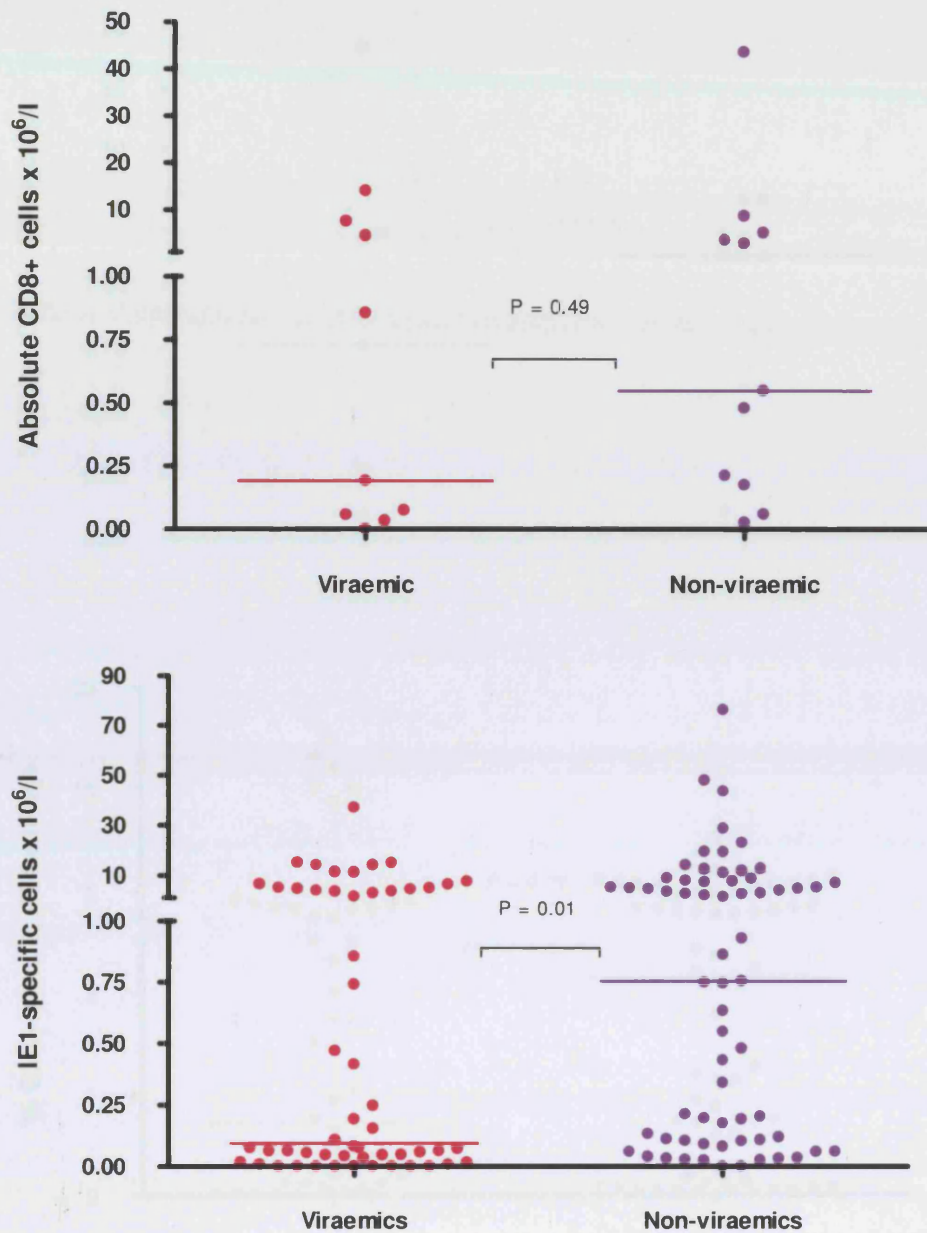 50
40
30
20
10
1.00
0.75
0.50
0.25
0.00
Absolute CD8+ cells x 10⁶/l
P = 0.49
Viraemic
Non-viraemic
90
70
50
30
10
1.00
0.75
0.50
0.25
0.00
IE1-specific cells x 10⁶/l
P = 0.01
Viraemics
Non-viraemics